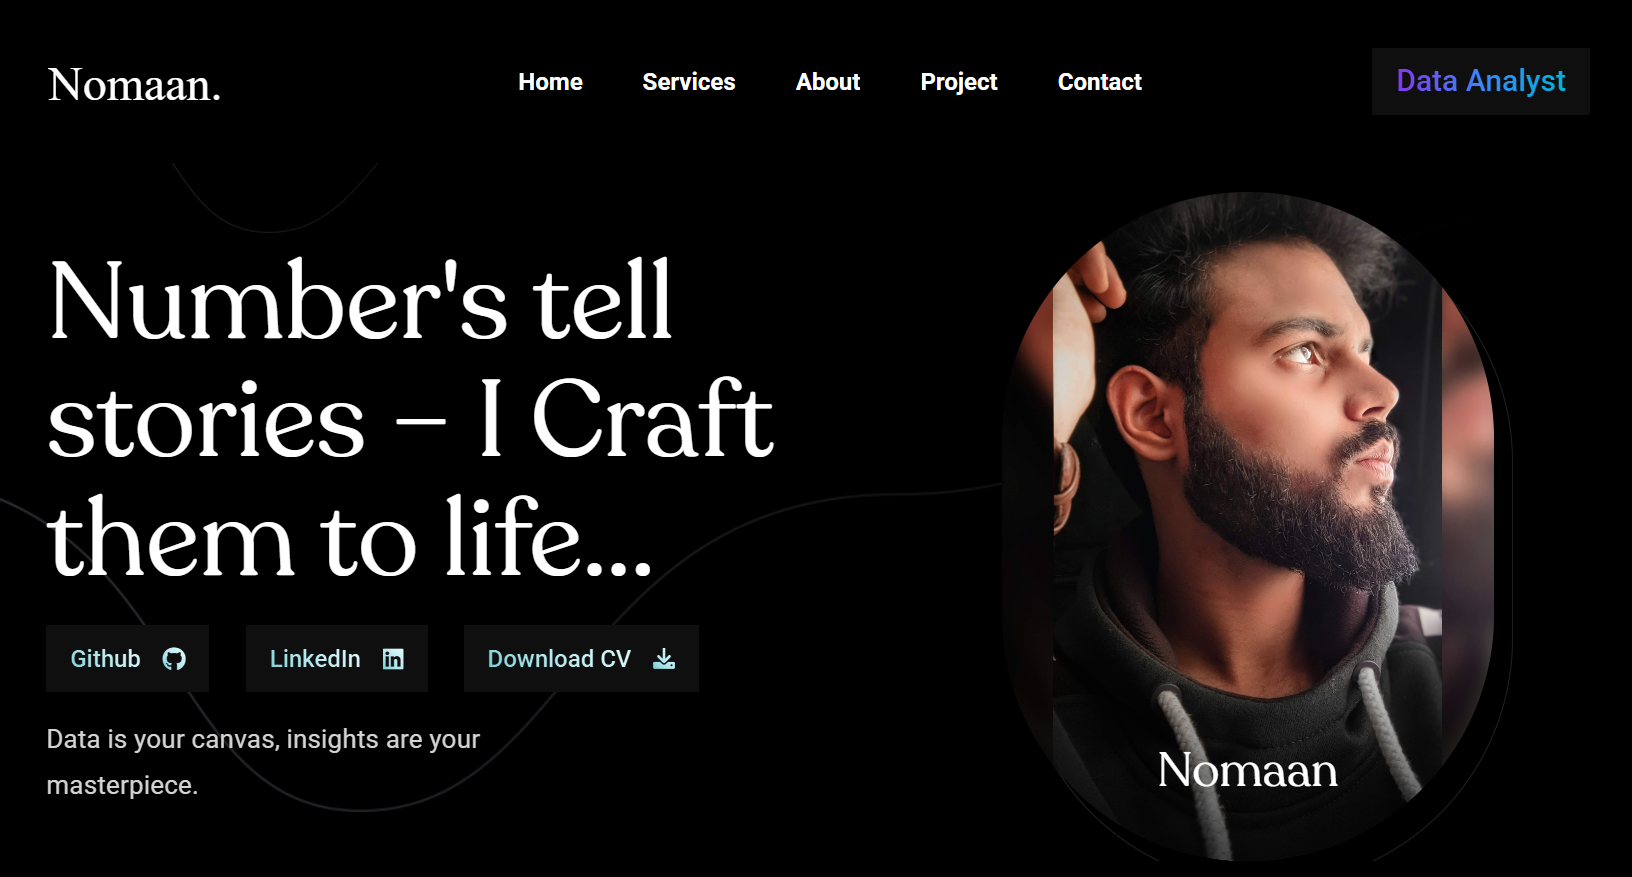 Nomaan.
Home
Services
About
Project
Contact
Data Analyst
Number's tell
stories – I Craft
them to life...
Github
LinkedIn
Download CV
Data is your canvas, insights are your
masterpiece.
Nomaan